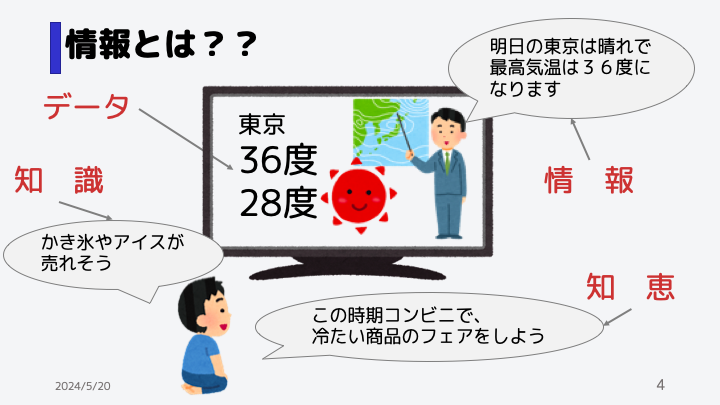 情報とは？？
明日の東京は晴れで
最高気温は３６度に
なります
データ
東京
36度
28度
知　識
情　報
かき氷やアイスが
売れそう
知　恵
この時期コンビニで、
冷たい商品のフェアをしよう
2024/5/20
4